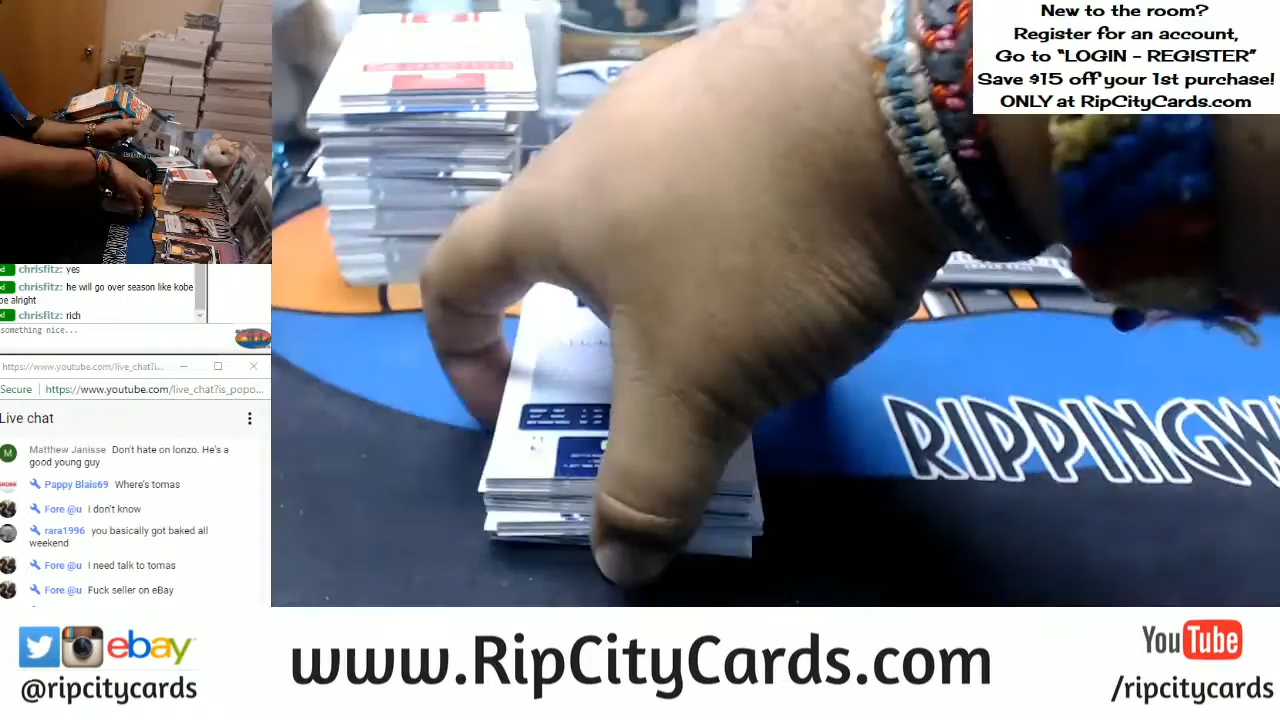 New to the room?
Register for an account,
Go to “LOGIN - REGISTER”
Save $15 off your 1st purchase!
ONLY at RipCityCards.com
chrisfitz: yes
chrisfitz: he will go over season like kobe
be alright
chrisfitz: rich
something nice...
https://www.youtube.com/live_chat?i...
Secure https://www.youtube.com/live_chat?is_popo...
Live chat
Matthew Janisse Don't hate on lonzo. He's a
good young guy
Pappy Blais69 Where's tomas
Fore @u I don't know
rara1996 you basically got baked all
weekend
Fore @u I need talk to tomas
Fore @u Fuck seller on eBay
RIPPINGW
ebay
@ripcitycards
www.RipCityCards.com
YouTube
/ripcitycards